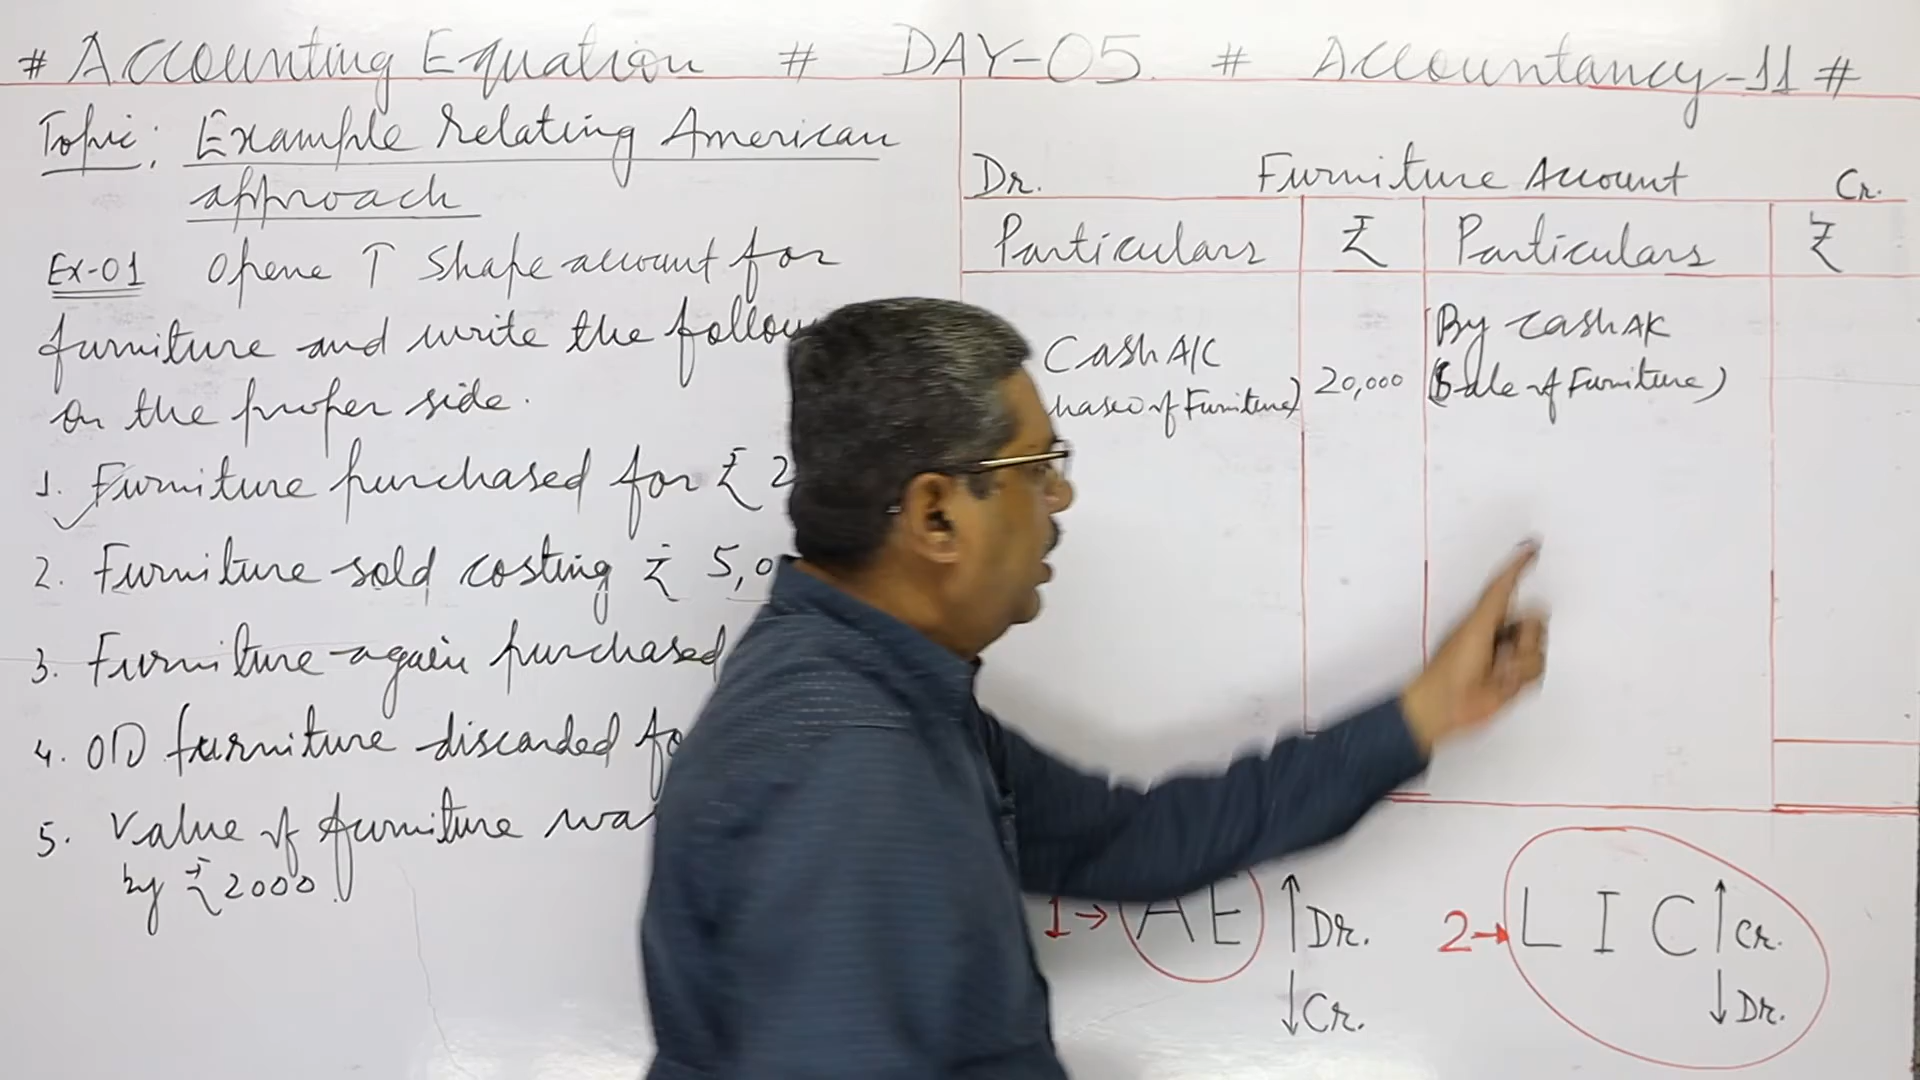 # Accounting Equation # DAY-05. # Accountancy-11 #
Topic: Example relating American
approach
Ex-01 Opene T Shape account for
furniture and write the follow
on the proper side.
1. Furniture purchased for ₹ 2
2. Furniture sold costing ₹ 5,0
3. Furniture again purchased
4. Old furniture discarded fo
5. Value of furniture wa
by ₹2000.
Dr. Furniture Account Cr.
Particulars ₹ Particulars ₹
Cash A/C By cash A/c
hase of Furniture) 20,000 (Sale of Furniture)
1→ A E ↑Dr. 2→ L I C ↑Cr.
↓Cr. ↓Dr.